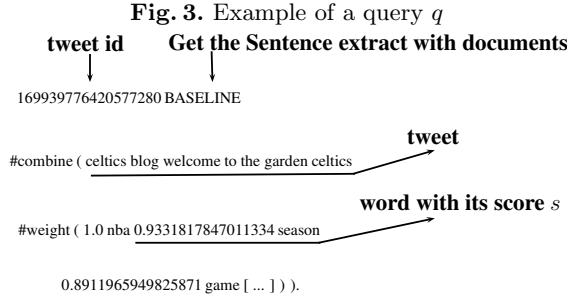 Fig. 3. Example of a query q
tweet id Get the Sentence extract with documents
169939776420577280 BASELINE
tweet
#combine ( celtics blog welcome to the garden celtics
word with its score s
#weight ( 1.0 nba 0.9331817847011334 season
0.8911965949825871 game [ ... ] ) ).